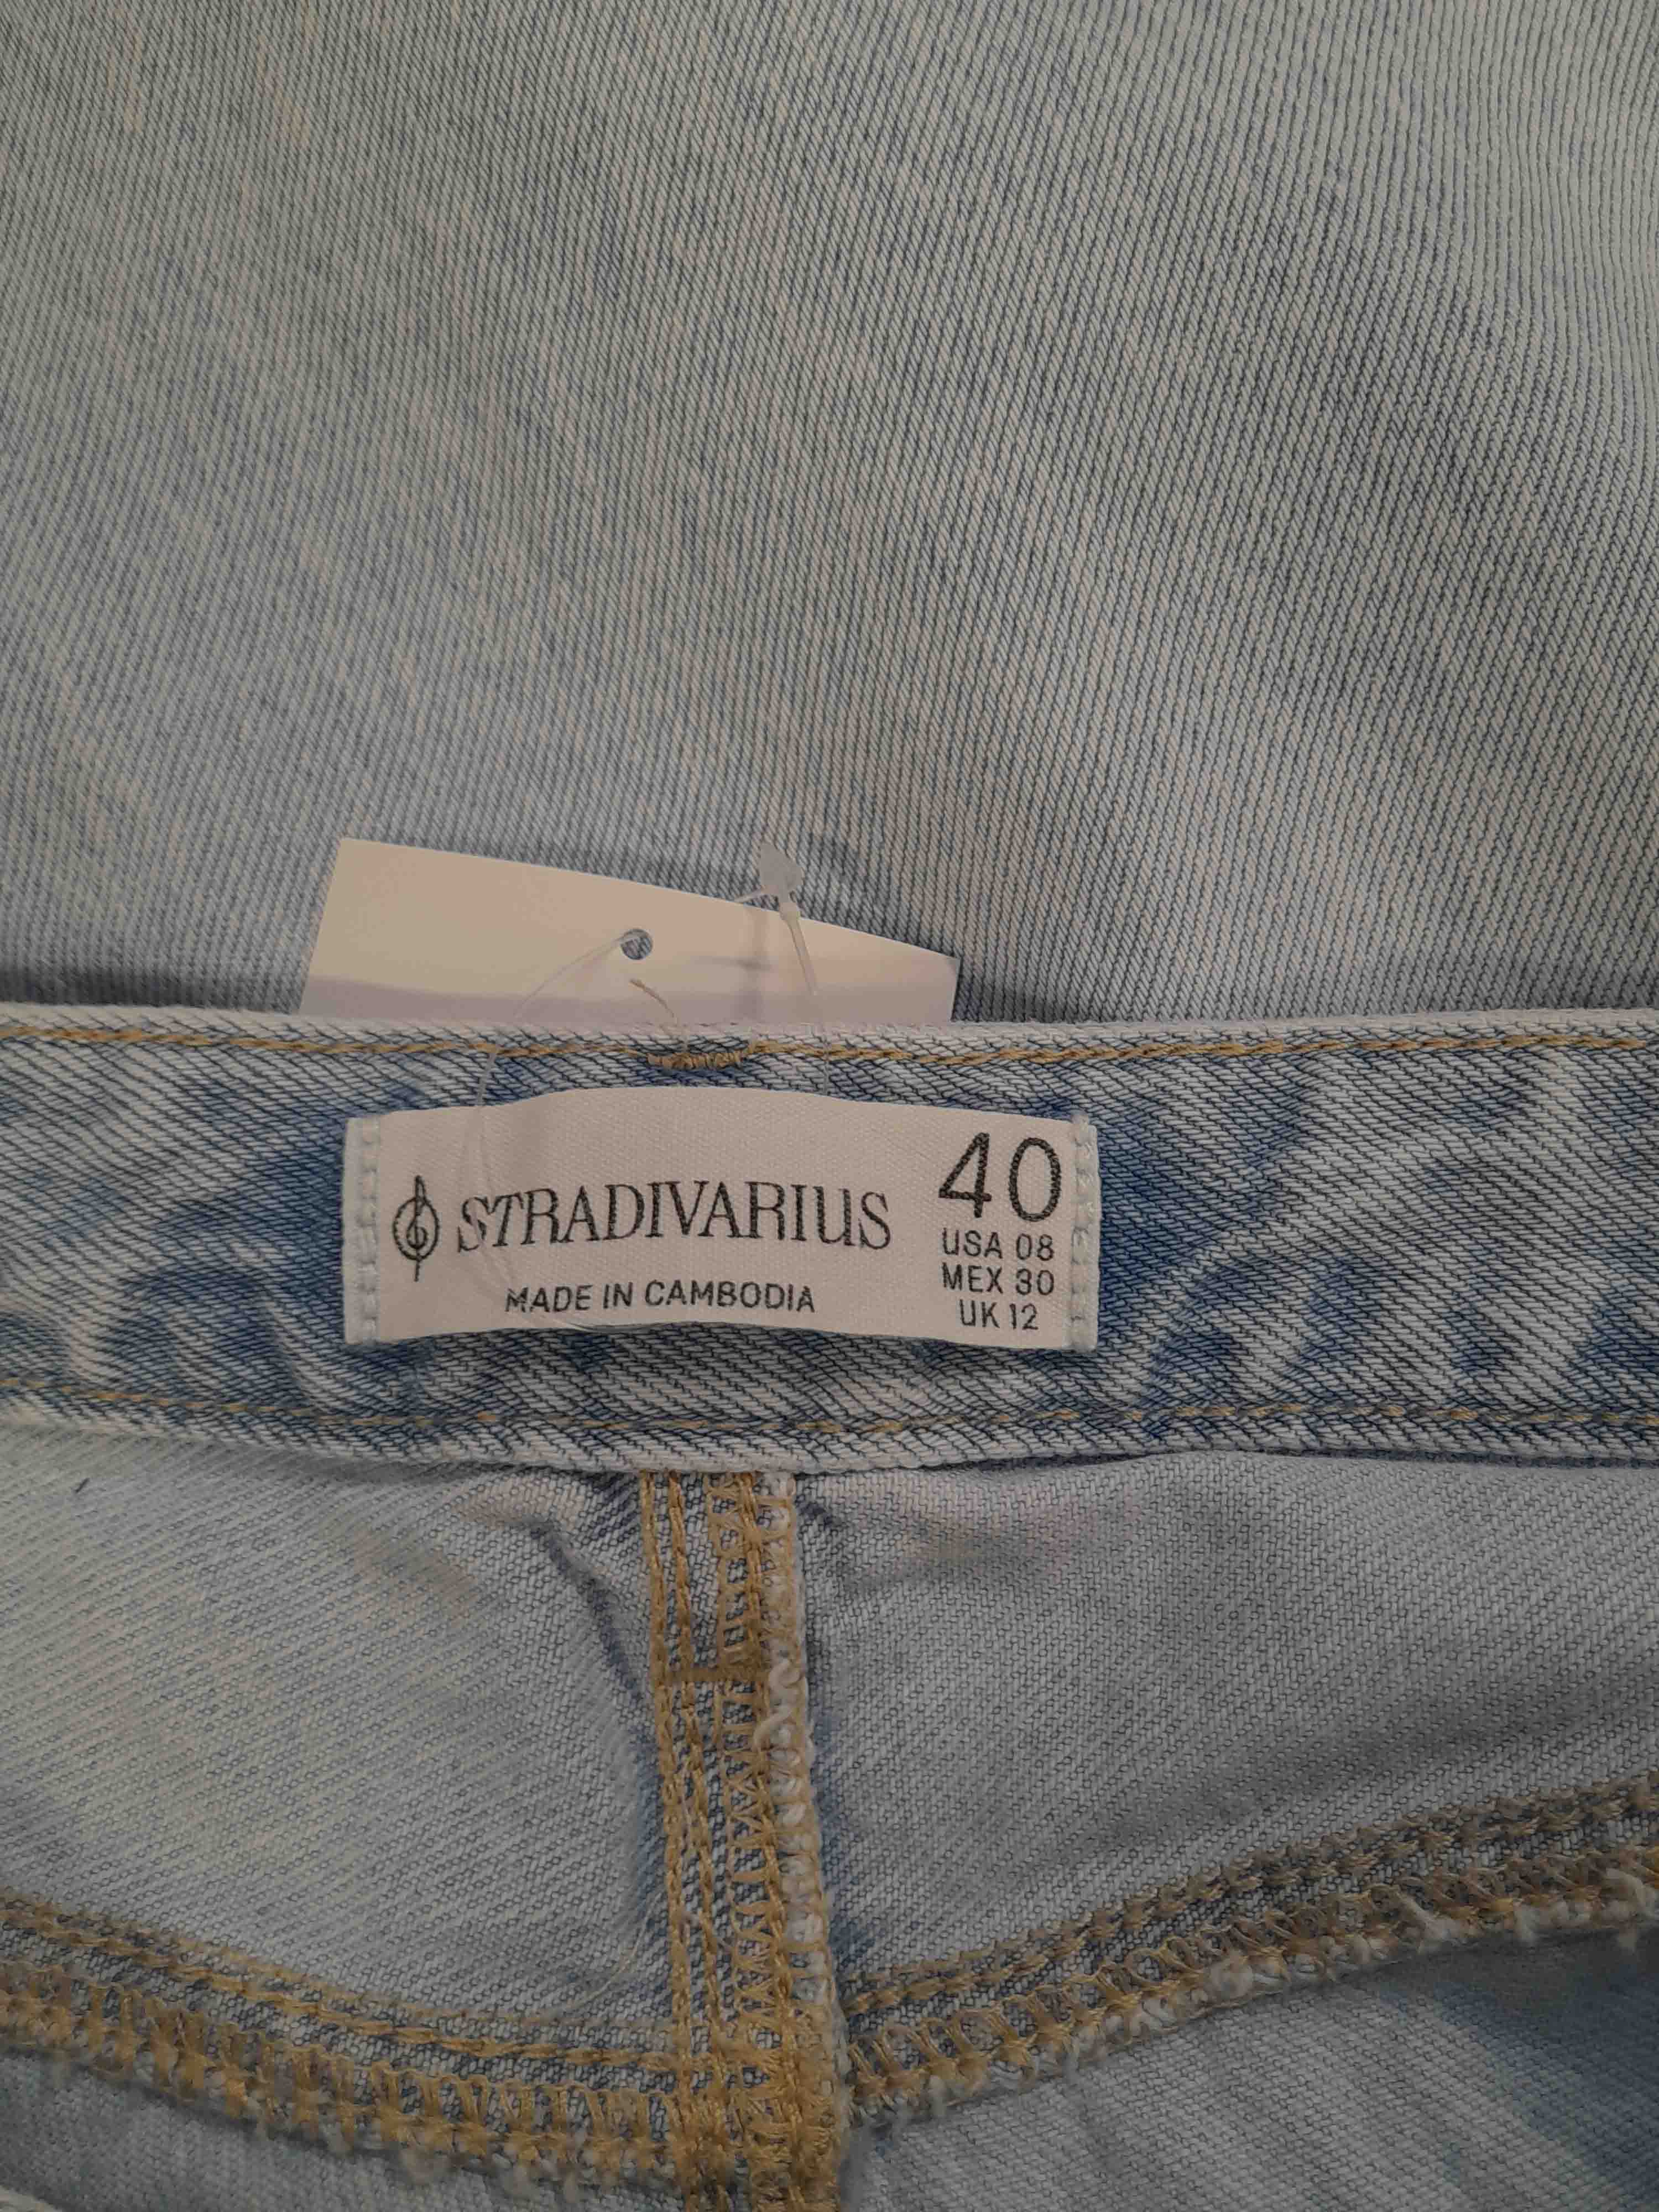 STRADIVARIUS
MADE IN CAMBODIA
40
USA 08
MEX 30
UK 12